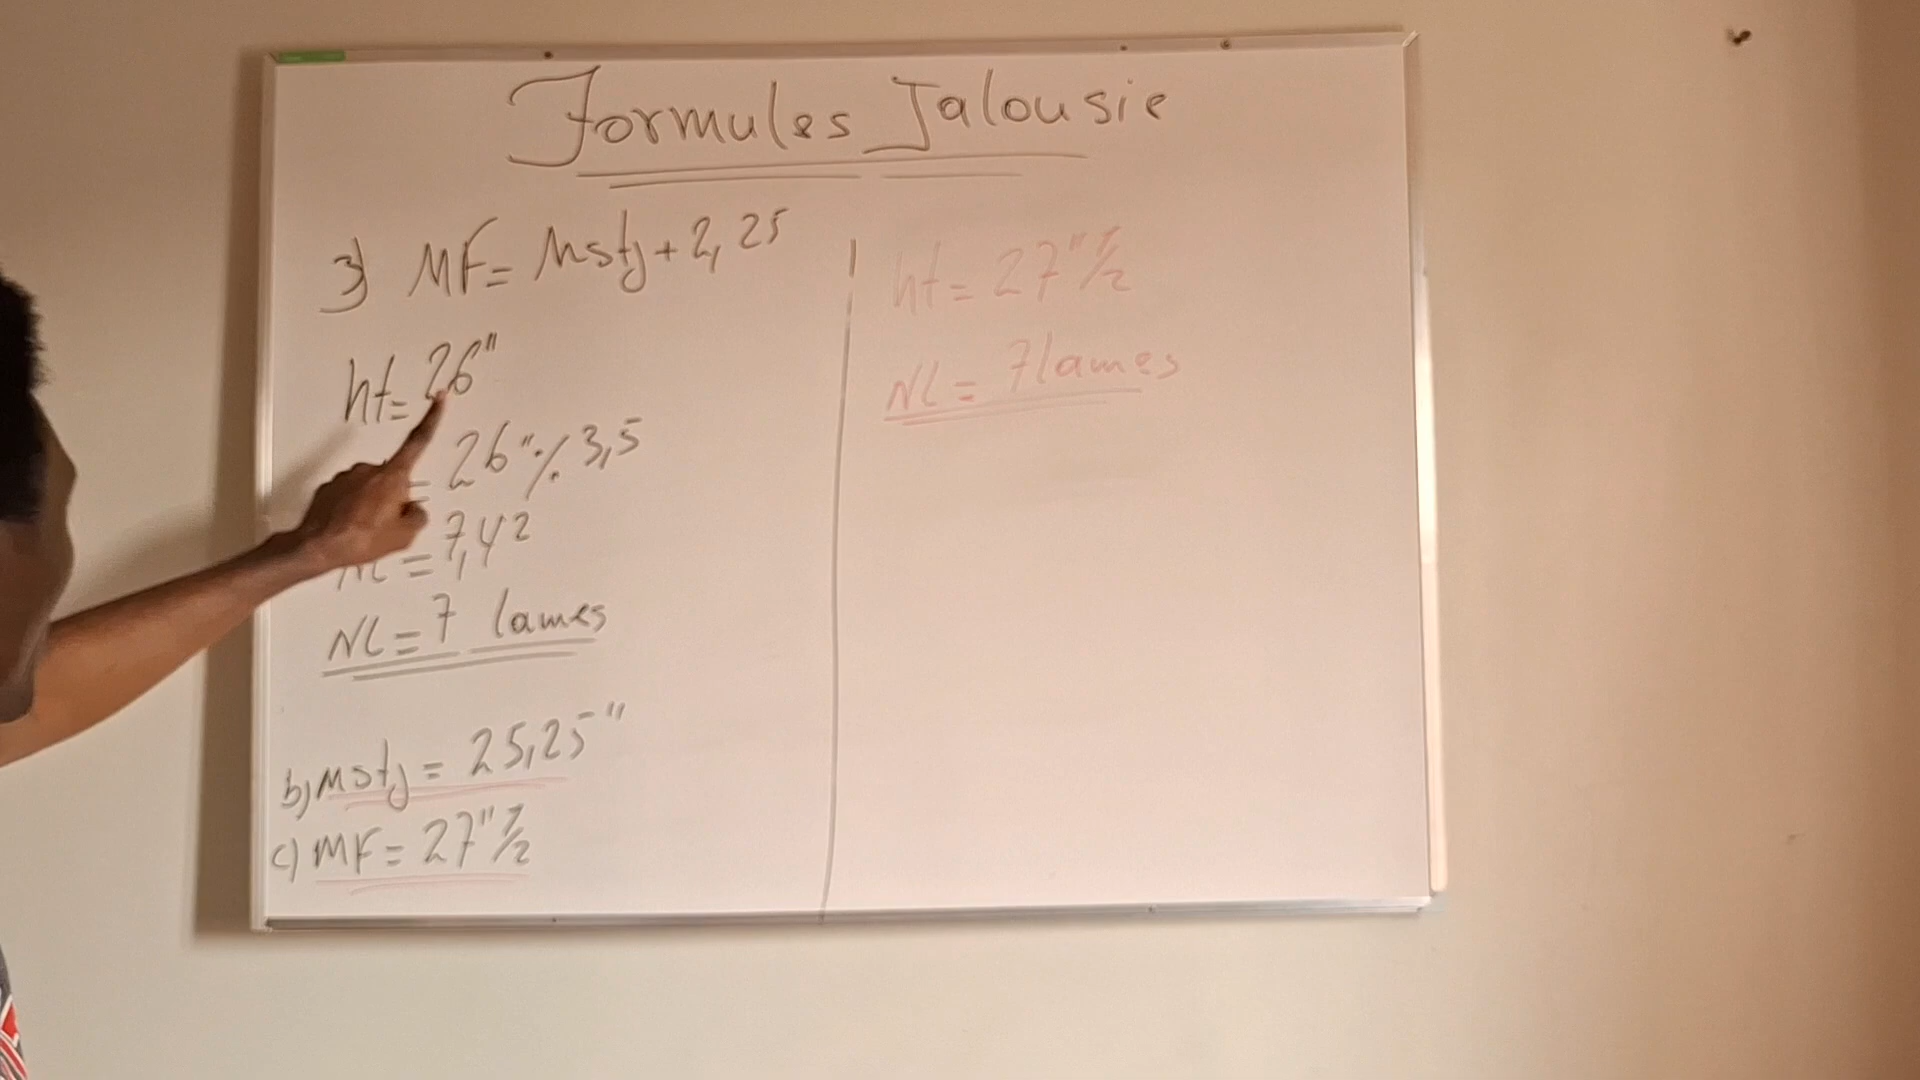 Formules Jalousie
3) MF= Mstj+2,25
ht= 26"
= 26" ٪ 3,5
NL = 7,42
NL = 7 lames
b) Mstj = 25,25"
c) MF = 27" 1/2
ht= 27" 1/2
NL = 7 lames